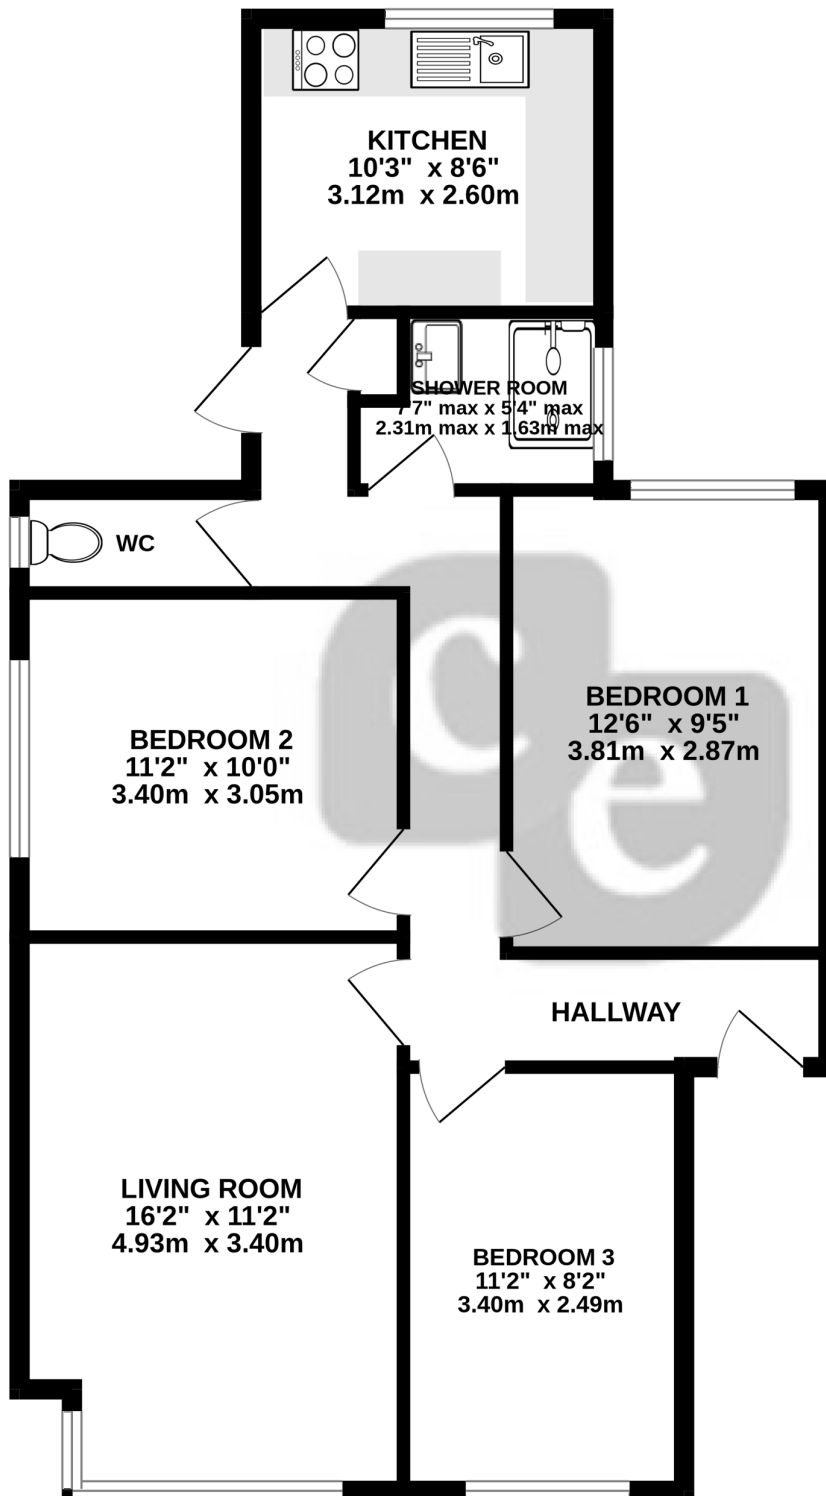 KITCHEN
10'3" x 8'6"
3.12m x 2.60m
SHOWER ROOM
7'7" max x 5'4" max
2.31m max x 1.63m max
WC
BEDROOM 1
12'6" x 9'5"
3.81m x 2.87m
BEDROOM 2
11'2" x 10'0"
3.40m x 3.05m
HALLWAY
LIVING ROOM
16'2" x 11'2"
4.93m x 3.40m
BEDROOM 3
11'2" x 8'2"
3.40m x 2.49m
c
e